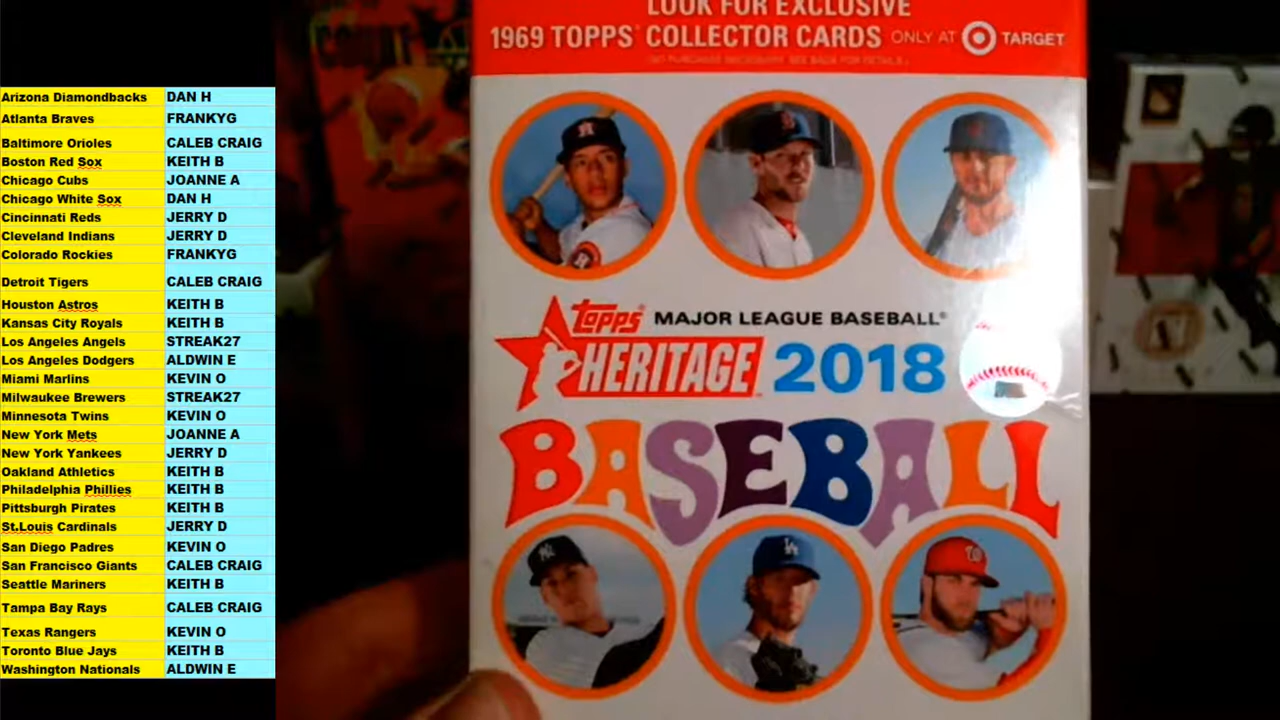 Arizona Diamondbacks DAN H
Atlanta Braves FRANKYG
Baltimore Orioles CALEB CRAIG
Boston Red Sox KEITH B
Chicago Cubs JOANNE A
Chicago White Sox DAN H
Cincinnati Reds JERRY D
Cleveland Indians JERRY D
Colorado Rockies FRANKYG
Detroit Tigers CALEB CRAIG
Houston Astros KEITH B
Kansas City Royals KEITH B
Los Angeles Angels STREAK27
Los Angeles Dodgers ALDWIN E
Miami Marlins KEVIN O
Milwaukee Brewers STREAK27
Minnesota Twins KEVIN O
New York Mets JOANNE A
New York Yankees JERRY D
Oakland Athletics KEITH B
Philadelphia Phillies KEITH B
Pittsburgh Pirates KEITH B
St.Louis Cardinals JERRY D
San Diego Padres KEVIN O
San Francisco Giants CALEB CRAIG
Seattle Mariners KEITH B
Tampa Bay Rays CALEB CRAIG
Texas Rangers KEVIN O
Toronto Blue Jays KEITH B
Washington Nationals ALDWIN E
LOOK FOR EXCLUSIVE
1969 TOPPS® COLLECTOR CARDS ONLY AT TARGET
Topps® MAJOR LEAGUE BASEBALL®
HERITAGE 2018
BASEBALL